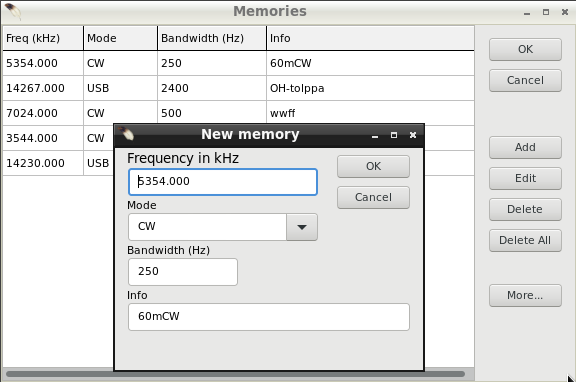 Memories
Freq (kHz) Mode Bandwidth (Hz) Info
5354.000 CW 250 60mCW
14267.000 USB 2400 OH-tolppa
7024.000 CW 500 wwff
3544.000 CW
14230.000 USB
OK
Cancel
Add
Edit
Delete
Delete All
More...
New memory
Frequency in kHz
5354.000
Mode
CW
Bandwidth (Hz)
250
Info
60mCW
OK
Cancel